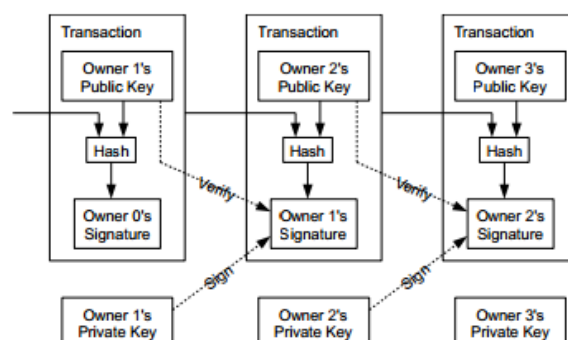 Transaction
Owner 1's
Public Key
Hash
Owner 0's
Signature
Transaction
Owner 2's
Public Key
Hash
Verify
Owner 1's
Signature
Sign
Transaction
Owner 3's
Public Key
Hash
Verify
Owner 2's
Signature
Sign
Owner 1's
Private Key
Owner 2's
Private Key
Owner 3's
Private Key